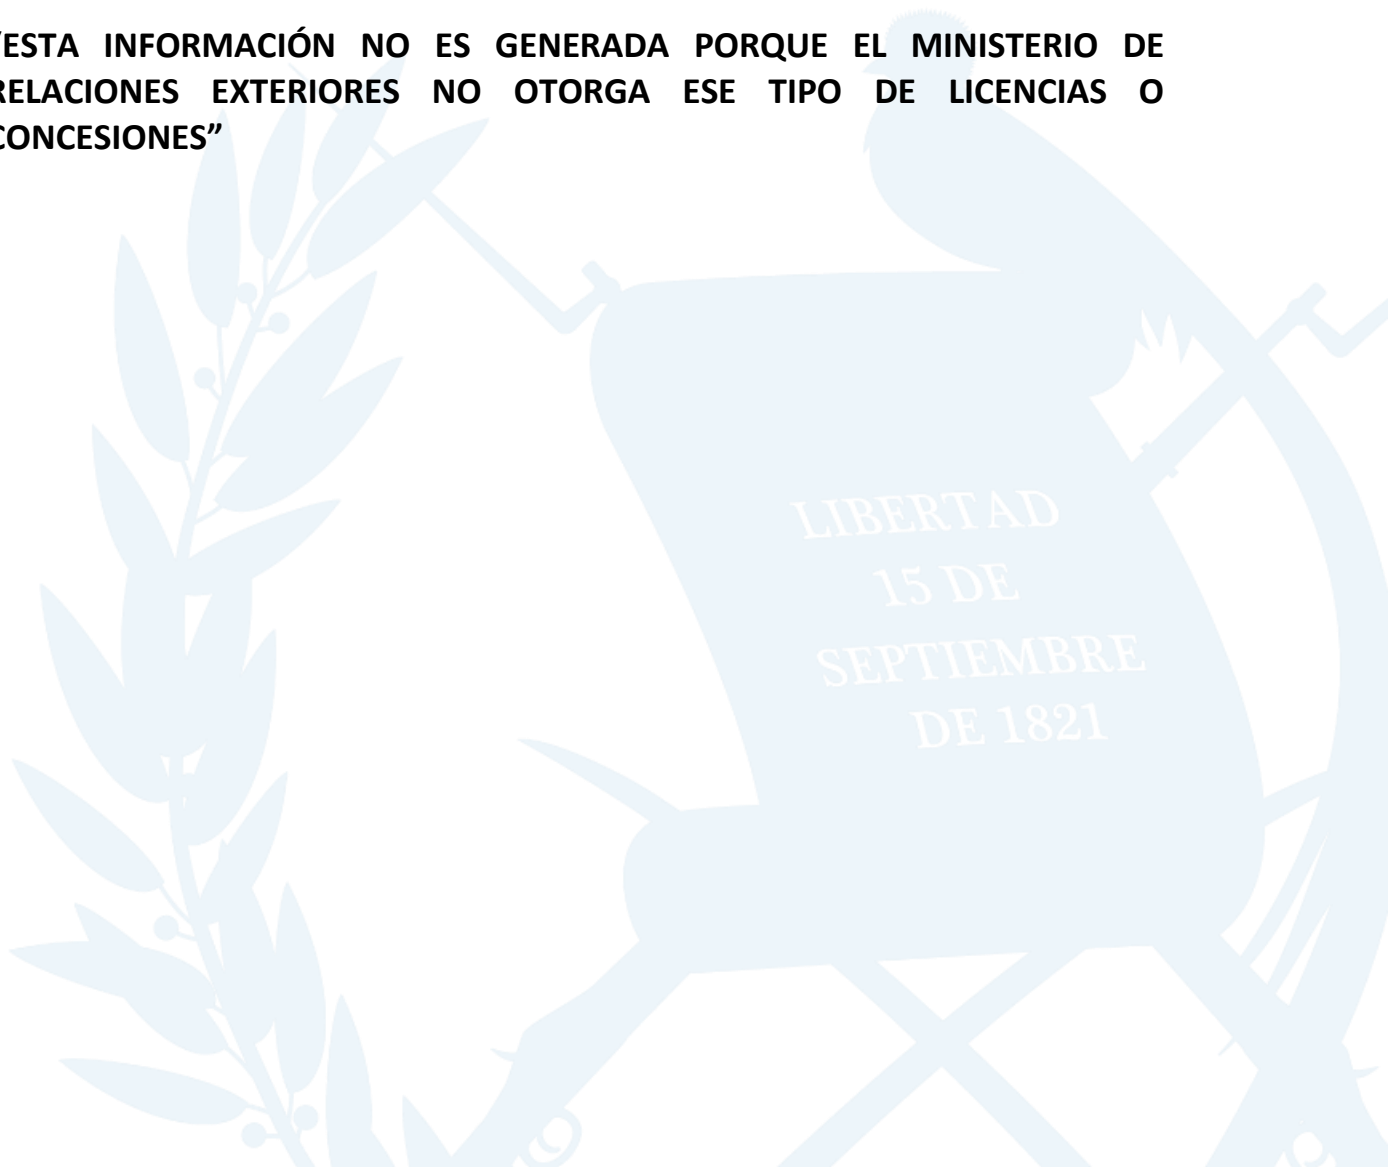 “ESTA INFORMACIÓN NO ES GENERADA PORQUE EL MINISTERIO DE
RELACIONES EXTERIORES NO OTORGA ESE TIPO DE LICENCIAS O
CONCESIONES”
LIBERTAD
15 DE
SEPTIEMBRE
DE 1821